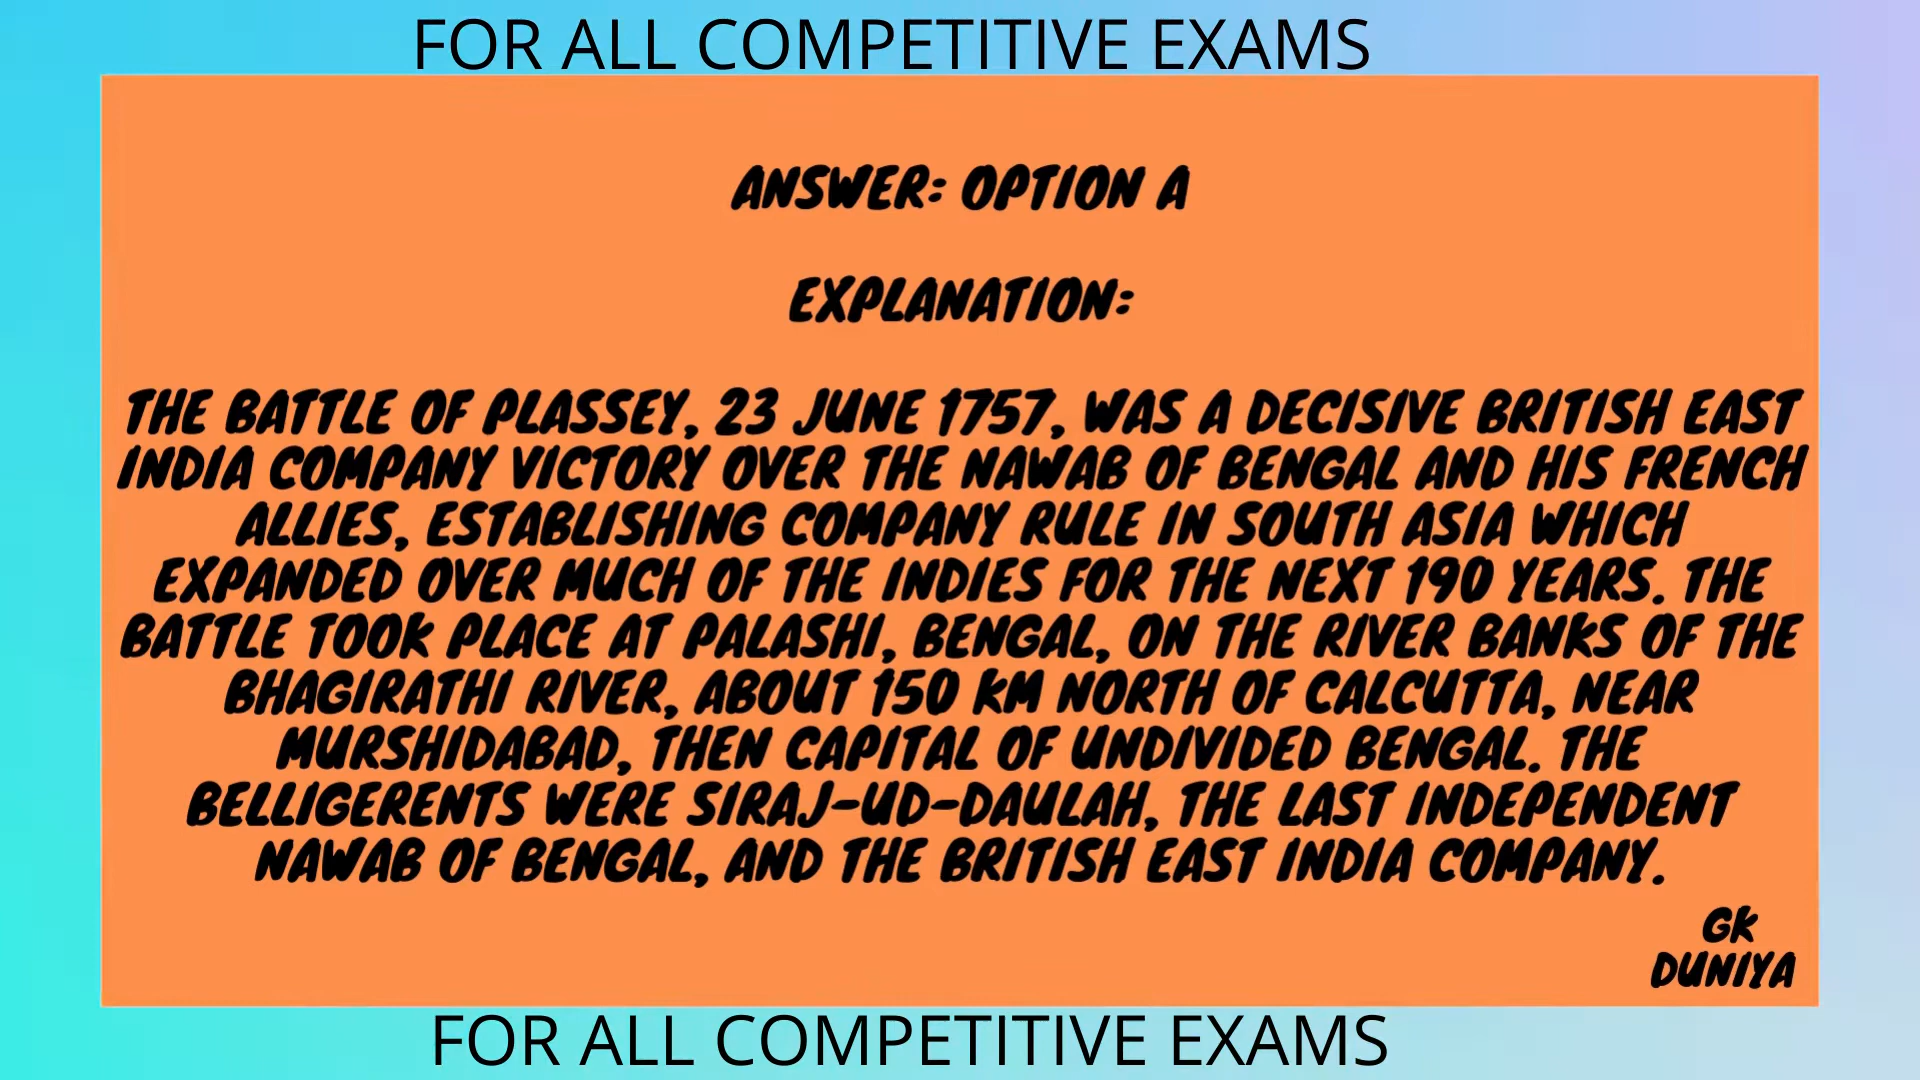 FOR ALL COMPETITIVE EXAMS
ANSWER: OPTION A
EXPLANATION:
THE BATTLE OF PLASSEY, 23 JUNE 1757, WAS A DECISIVE BRITISH EAST
INDIA COMPANY VICTORY OVER THE NAWAB OF BENGAL AND HIS FRENCH
ALLIES, ESTABLISHING COMPANY RULE IN SOUTH ASIA WHICH
EXPANDED OVER MUCH OF THE INDIES FOR THE NEXT 190 YEARS. THE
BATTLE TOOK PLACE AT PALASHI, BENGAL, ON THE RIVER BANKS OF THE
BHAGIRATHI RIVER, ABOUT 150 KM NORTH OF CALCUTTA, NEAR
MURSHIDABAD, THEN CAPITAL OF UNDIVIDED BENGAL. THE
BELLIGERENTS WERE SIRAJ-UD-DAULAH, THE LAST INDEPENDENT
NAWAB OF BENGAL, AND THE BRITISH EAST INDIA COMPANY.
GK
DUNIYA
FOR ALL COMPETITIVE EXAMS